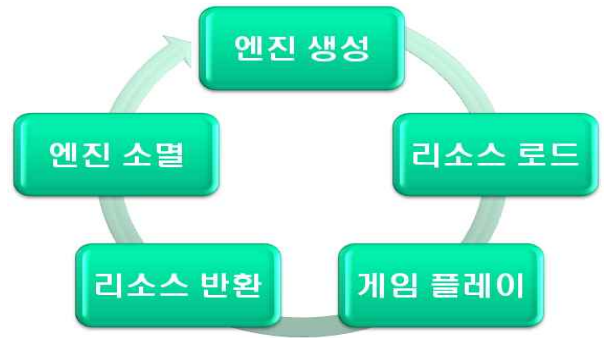 엔진 생성
리소스 로드
게임 플레이
리소스 반환
엔진 소멸